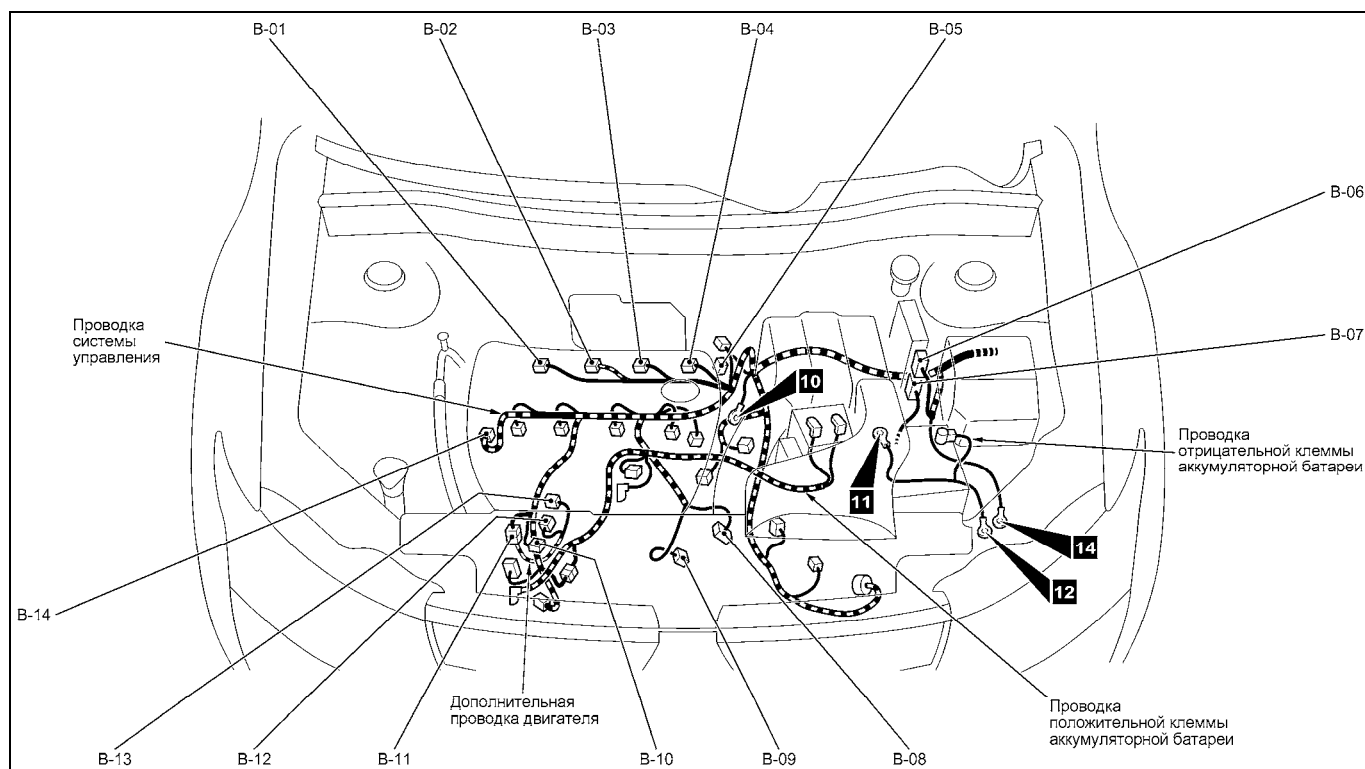 B-01
B-02
B-03
B-04
B-05
B-06
B-07
Проводка
системы
управления
10
Проводка
отрицательной клеммы
аккумуляторной батареи
11
14
12
B-14
Дополнительная
проводка двигателя
Проводка
положительной клеммы
аккумуляторной батареи
B-13
B-12
B-11
B-10
B-09
B-08